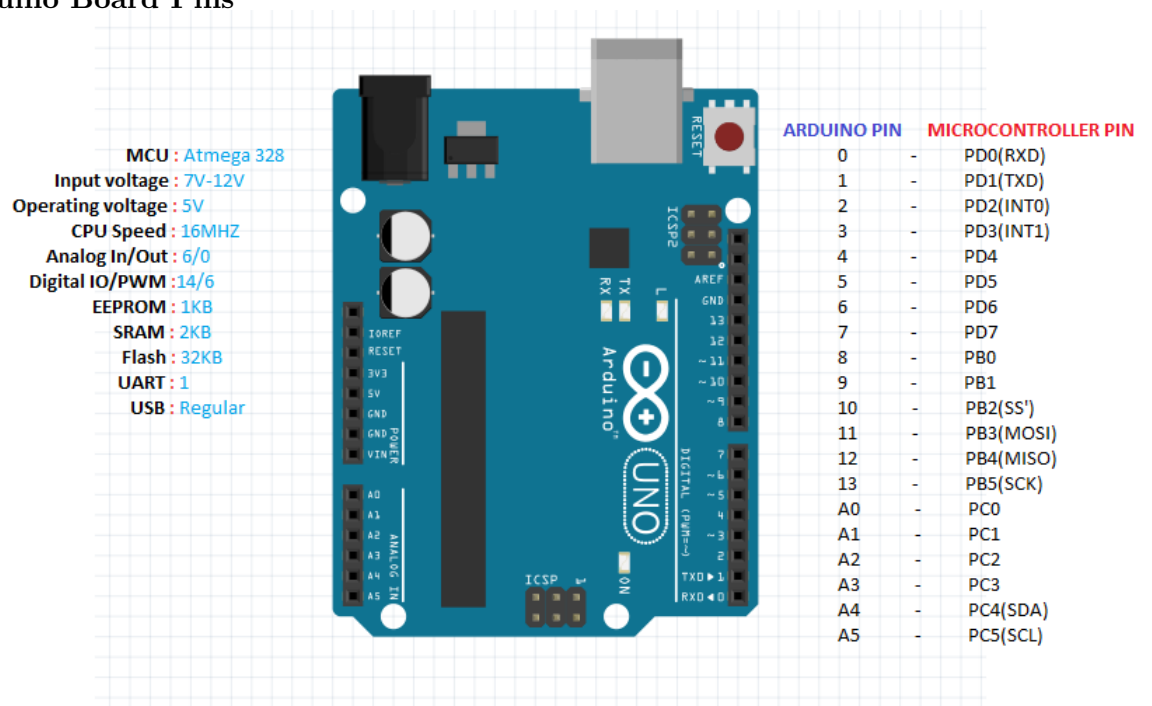 Board Pins
MCU : Atmega 328
Input voltage : 7V-12V
Operating voltage : 5V
CPU Speed : 16MHZ
Analog In/Out : 6/0
Digital IO/PWM :14/6
EEPROM : 1KB
SRAM : 2KB
Flash : 32KB
UART : 1
USB : Regular
RESET
ICSP2
AREF
GND
13
12
~11
~10
~9
8
7
~6
~5
4
~3
2
TXD▶1
RXD◀0
DIGITAL (PWM=~)
RX
TX
L
Arduino™
UNO
ON
ICSP
1
IOREF
RESET
3V3
5V
GND
GND
VIN
POWER
A0
A1
A2
A3
A4
A5
ANALOG IN
ARDUINO PIN MICROCONTROLLER PIN
0 - PD0(RXD)
1 - PD1(TXD)
2 - PD2(INT0)
3 - PD3(INT1)
4 - PD4
5 - PD5
6 - PD6
7 - PD7
8 - PB0
9 - PB1
10 - PB2(SS')
11 - PB3(MOSI)
12 - PB4(MISO)
13 - PB5(SCK)
A0 - PC0
A1 - PC1
A2 - PC2
A3 - PC3
A4 - PC4(SDA)
A5 - PC5(SCL)